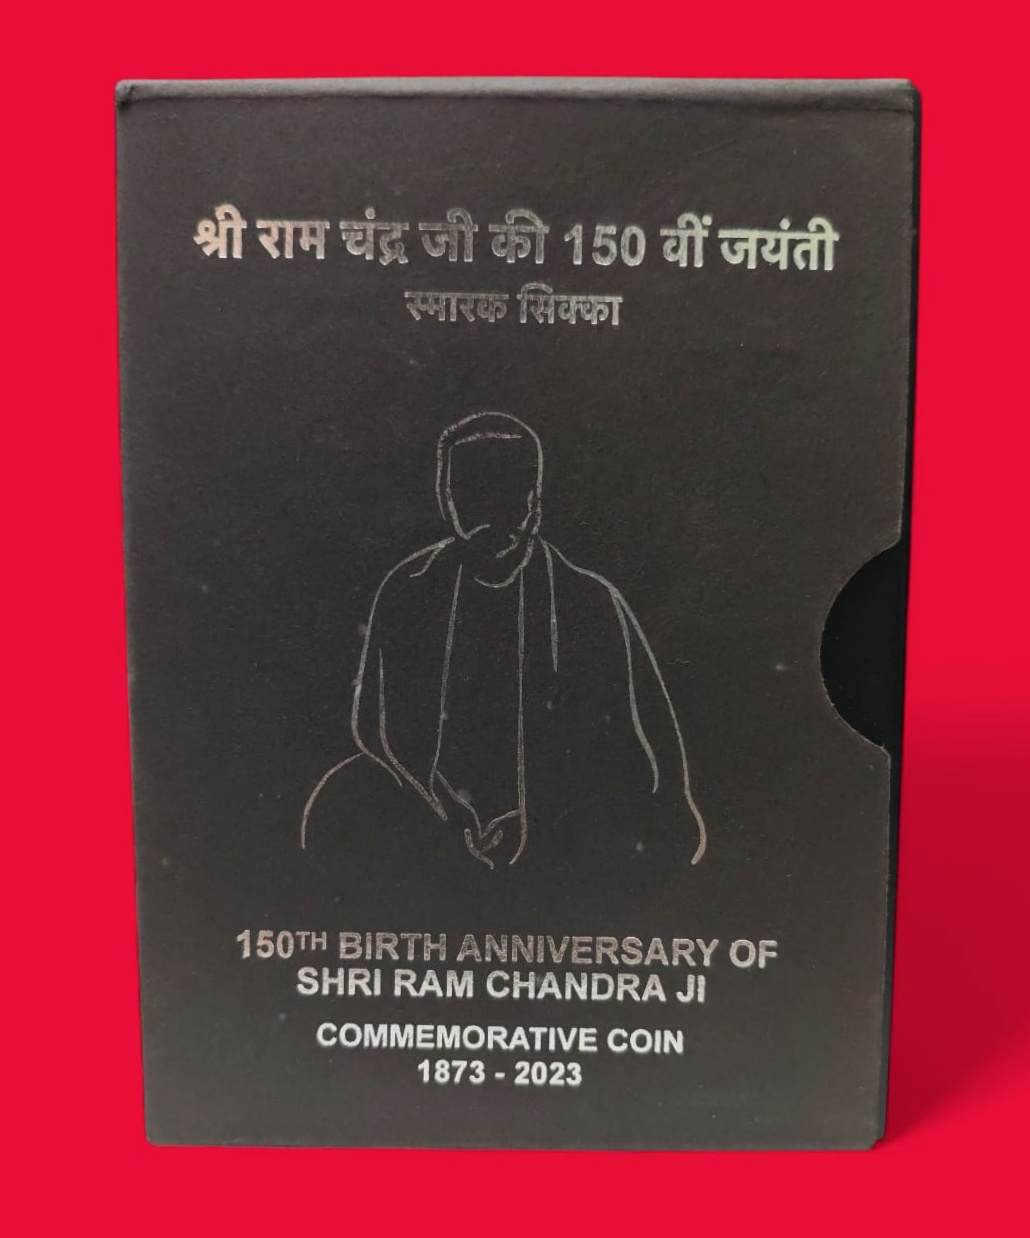 श्री राम चंद्र जी की 150 वीं जयंती
स्मारक सिक्का
150TH BIRTH ANNIVERSARY OF
SHRI RAM CHANDRA JI
COMMEMORATIVE COIN
1873 - 2023